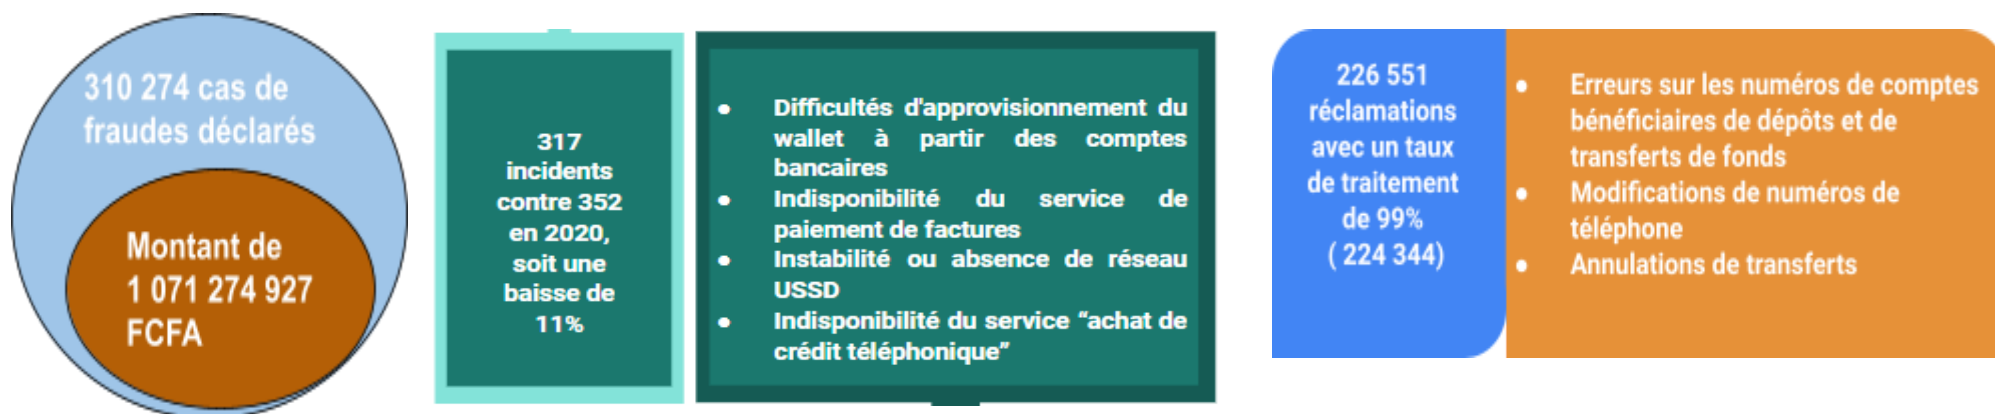 310 274 cas de
fraudes déclarés
Montant de
1 071 274 927
FCFA
317
incidents
contre 352
en 2020,
soit une
baisse de
11%
● Difficultés d'approvisionnement du
wallet à partir des comptes
bancaires
● Indisponibilité du service de
paiement de factures
● Instabilité ou absence de réseau
USSD
● Indisponibilité du service “achat de
crédit téléphonique”
226 551
réclamations
avec un taux
de traitement
de 99%
( 224 344)
● Erreurs sur les numéros de comptes
bénéficiaires de dépôts et de
transferts de fonds
● Modifications de numéros de
téléphone
● Annulations de transferts